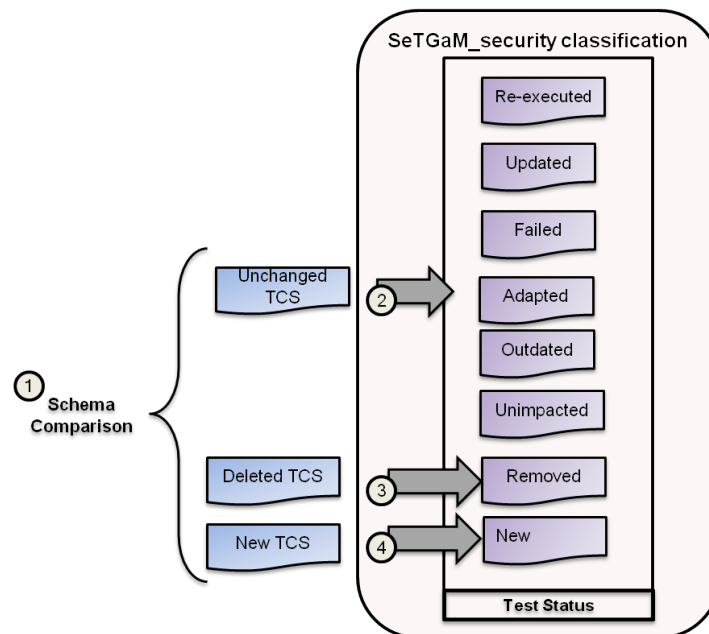 SeTGaM_security classification
Re-executed
Updated
Failed
Unchanged
TCS
2
Adapted
Outdated
1
Schema
Comparison
Unimpacted
Deleted TCS
3
Removed
New TCS
4
New
Test Status